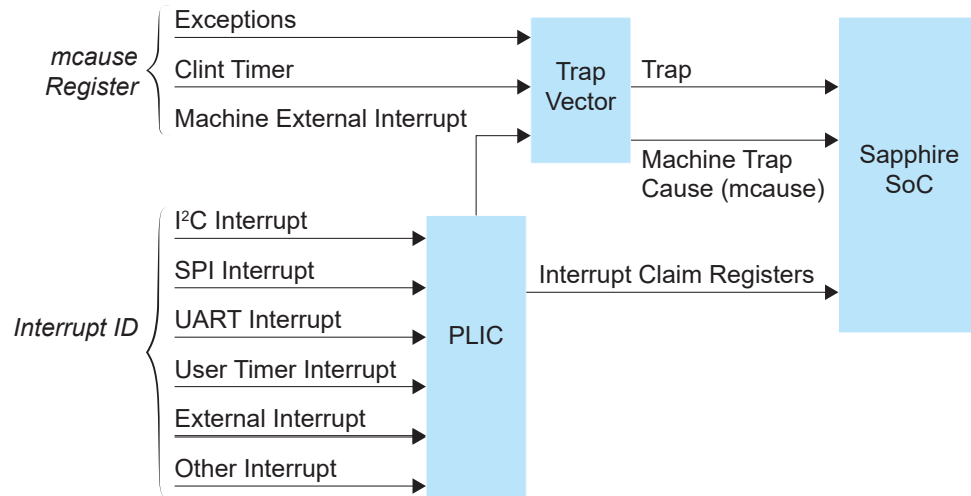 Exceptions
mcause
Register
Clint Timer
Machine External Interrupt
Trap
Vector
Trap
Machine Trap
Cause (mcause)
Sapphire
SoC
I²C Interrupt
SPI Interrupt
Interrupt ID
UART Interrupt
User Timer Interrupt
External Interrupt
Other Interrupt
PLIC
Interrupt Claim Registers